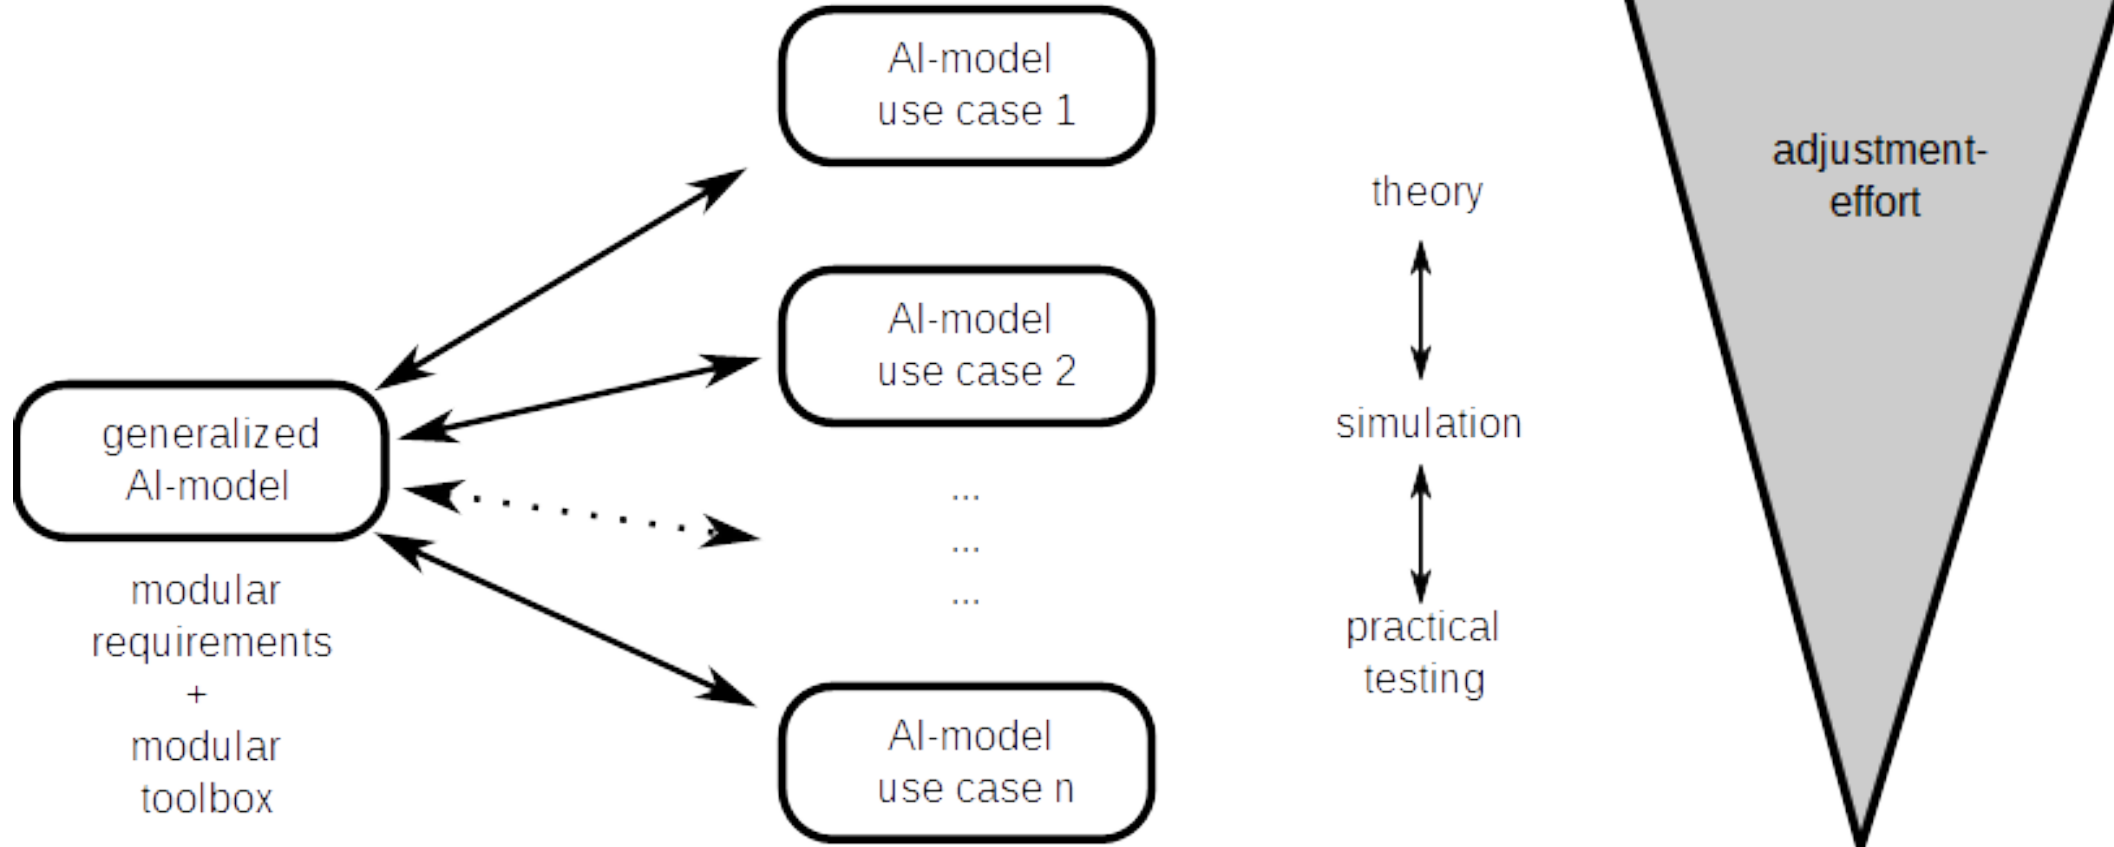 AI-model
use case 1
AI-model
use case 2
...
...
...
AI-model
use case n
generalized
AI-model
modular
requirements
+
modular
toolbox
theory
simulation
practical
testing
adjustment-
effort